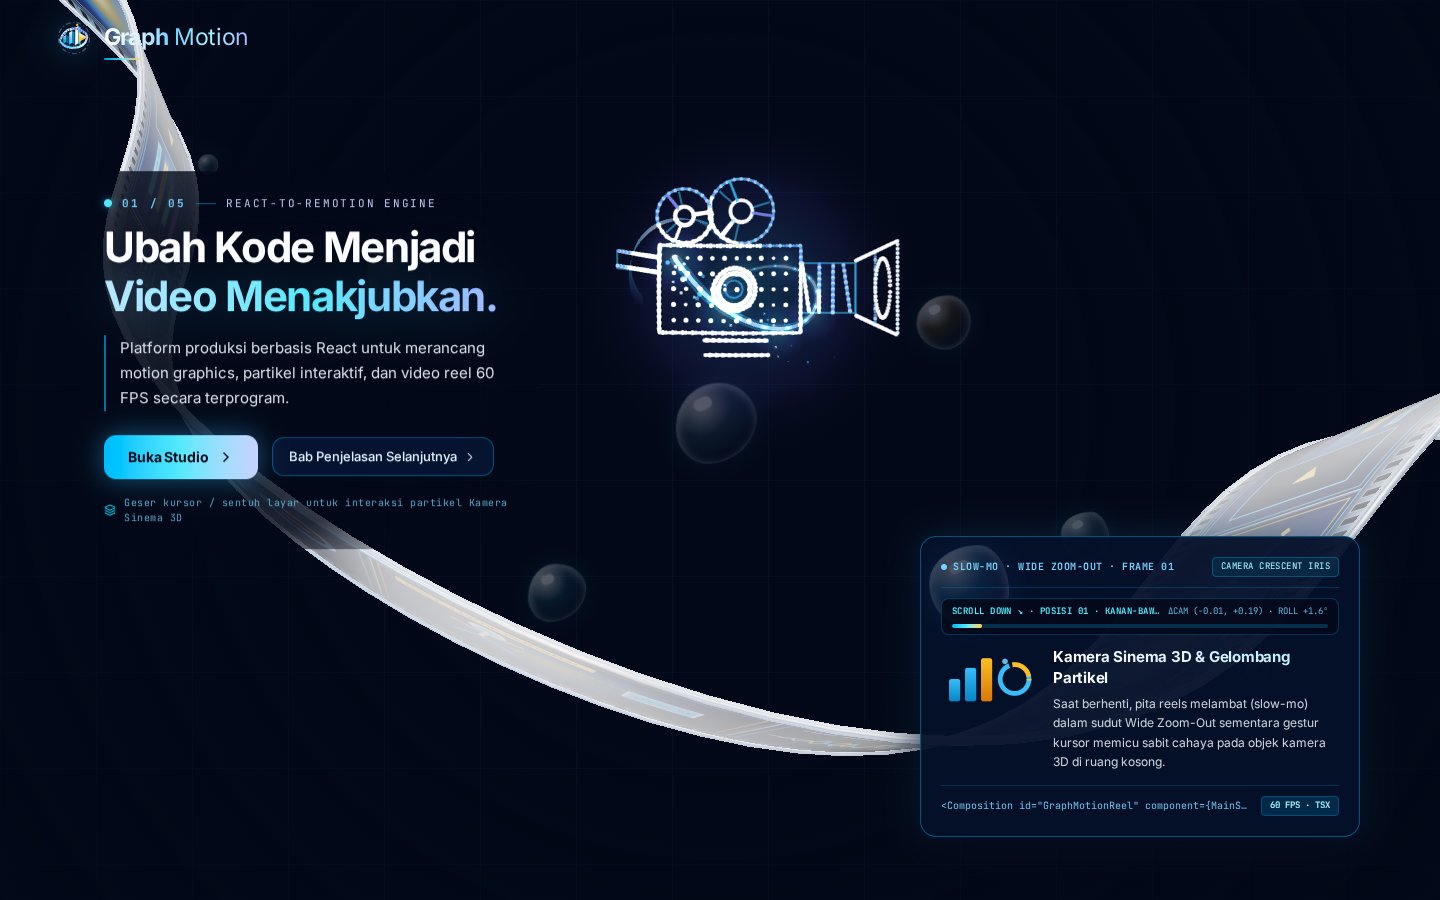 Graph Motion
01 / 05 REACT-TO-REMOTION ENGINE
Ubah Kode Menjadi
Video Menakjubkan.
Platform produksi berbasis React untuk merancang
motion graphics, partikel interaktif, dan video reel 60
FPS secara terprogram.
Buka Studio
Bab Penjelasan Selanjutnya
Geser kursor / sentuh layar untuk interaksi partikel Kamera
Sinema 3D
SLOW-MO · WIDE ZOOM-OUT · FRAME 01
CAMERA CRESCENT IRIS
SCROLL DOWN ↘ · POSISI 01 · KANAN-BAW… ΔCAM (-0.01, +0.19) · ROLL +1.6°
Kamera Sinema 3D & Gelombang
Partikel
Saat berhenti, pita reels melambat (slow-mo)
dalam sudut Wide Zoom-Out sementara gestur
kursor memicu sabit cahaya pada objek kamera
3D di ruang kosong.
<Composition id="GraphMotionReel" component={MainS…
60 FPS · TSX